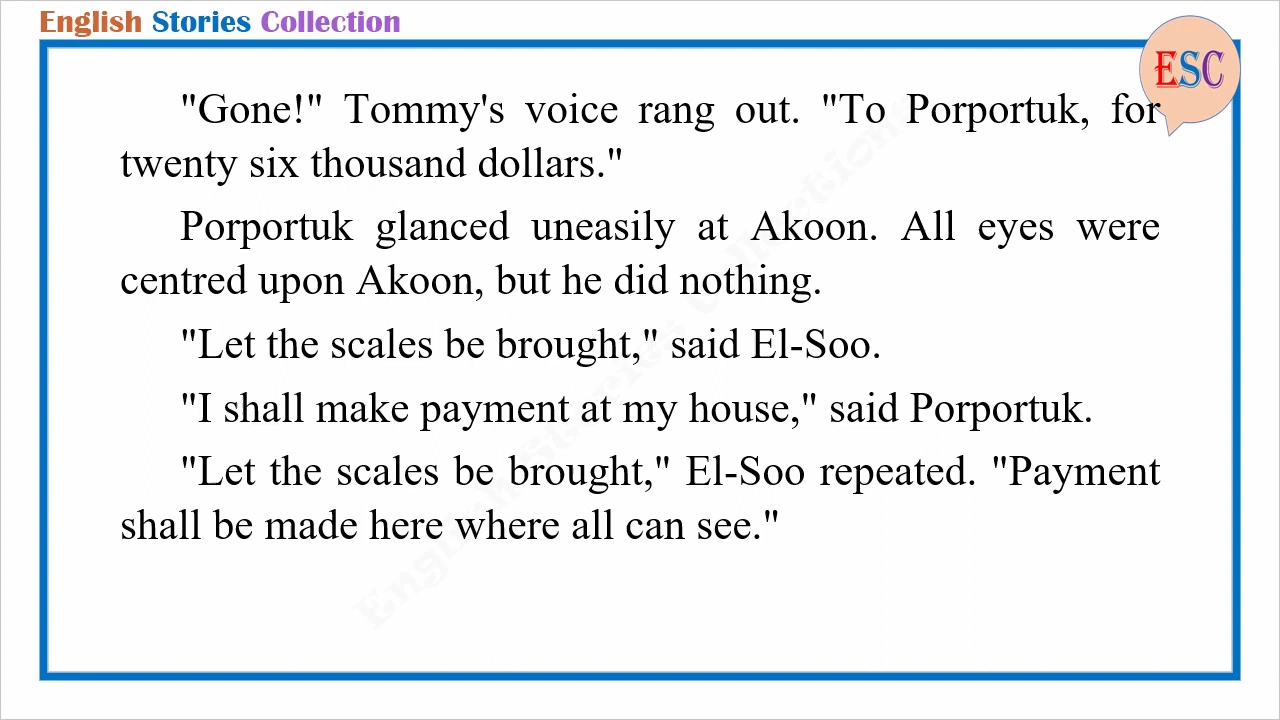 English Stories Collection
ESC
"Gone!" Tommy's voice rang out. "To Porportuk, for
twenty six thousand dollars."
Porportuk glanced uneasily at Akoon. All eyes were
centred upon Akoon, but he did nothing.
"Let the scales be brought," said El-Soo.
"I shall make payment at my house," said Porportuk.
"Let the scales be brought," El-Soo repeated. "Payment
shall be made here where all can see."
English Stories Collection